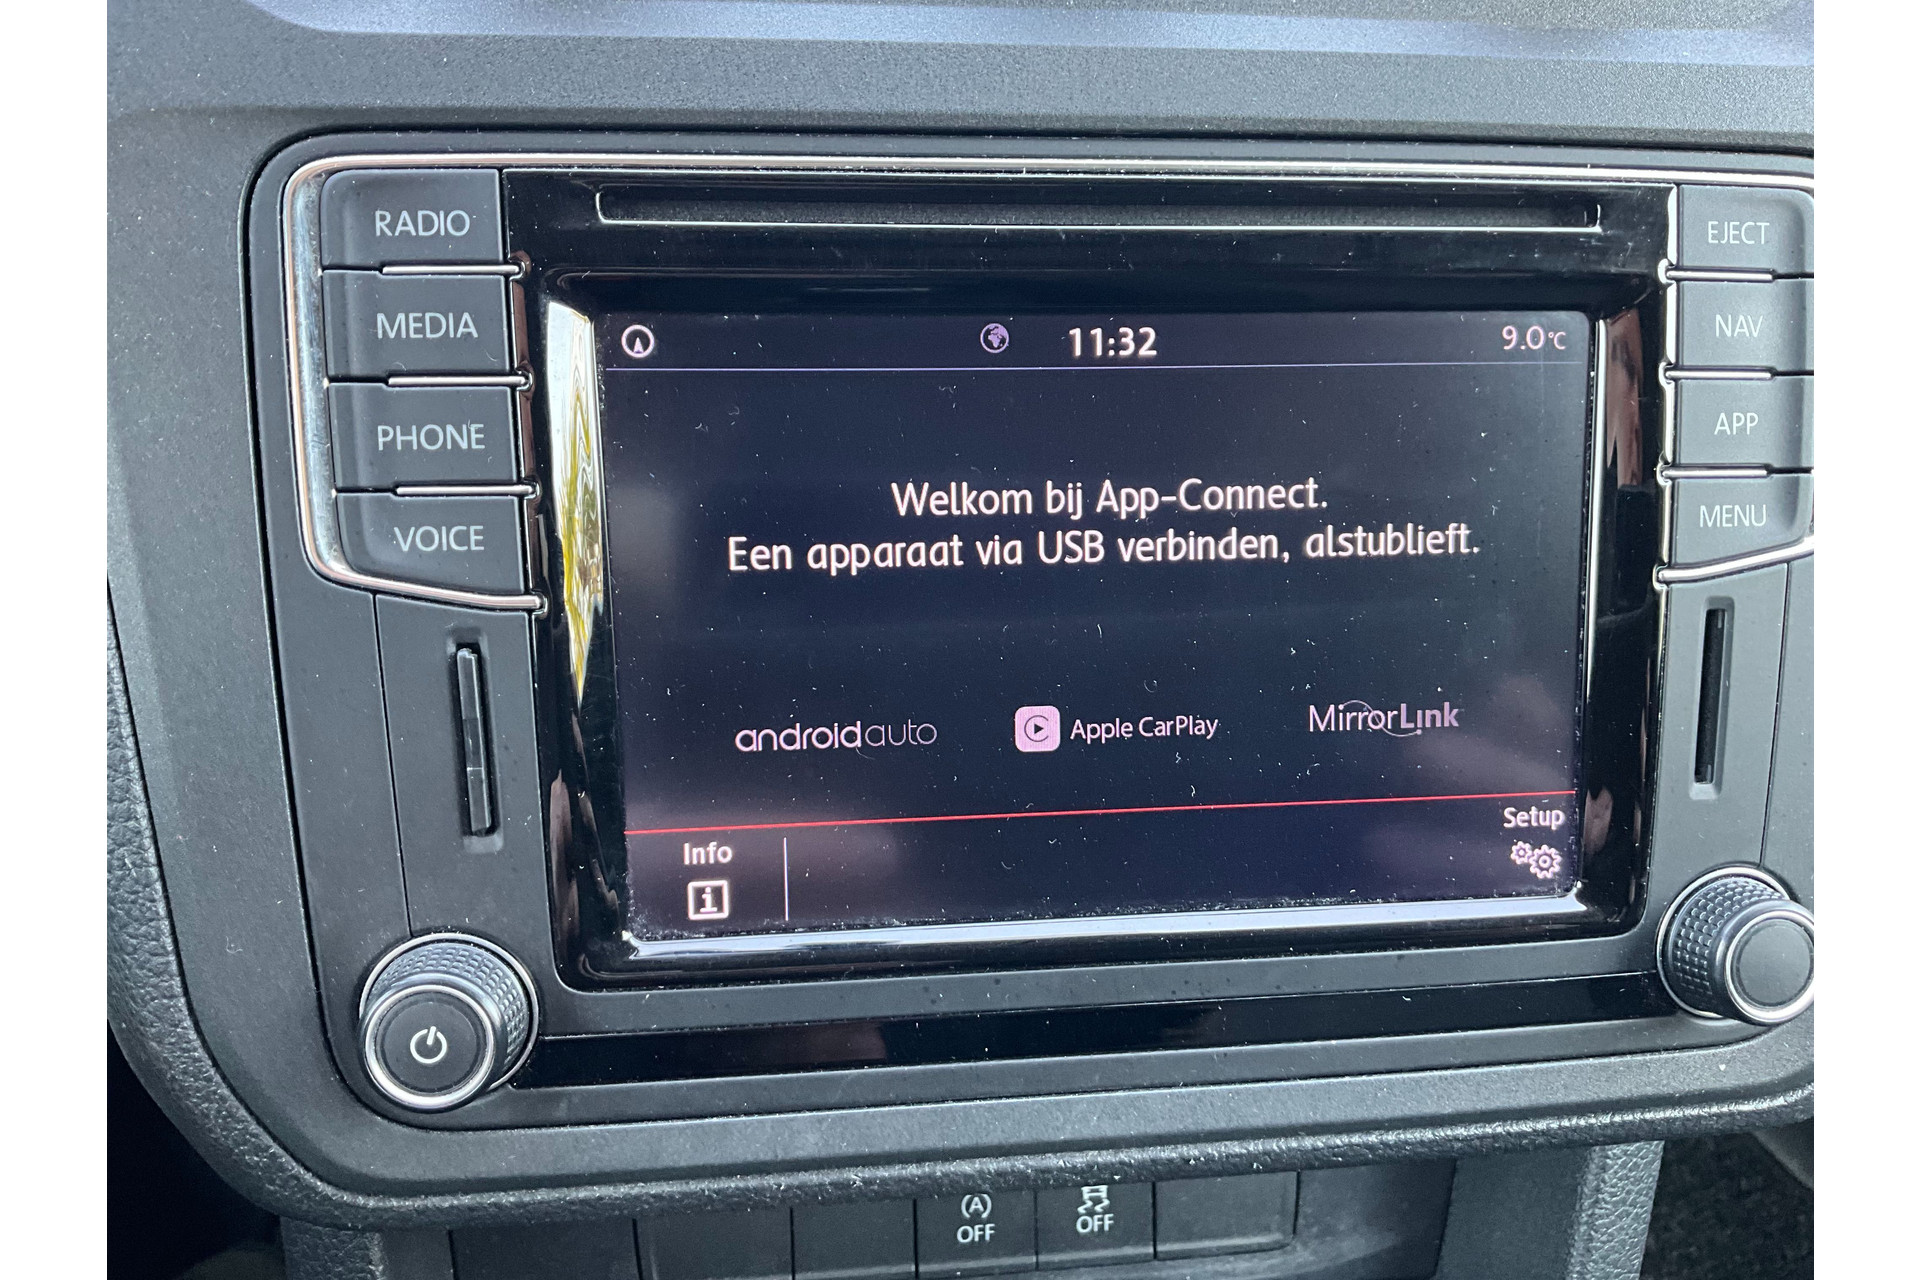 RADIO
MEDIA
PHONE
VOICE
EJECT
NAV
APP
MENU
11:32
9.0°C
Welkom bij App-Connect.
Een apparaat via USB verbinden, alstublieft.
androidauto
Apple CarPlay
MirrorLink
Info
Setup
A
OFF
OFF